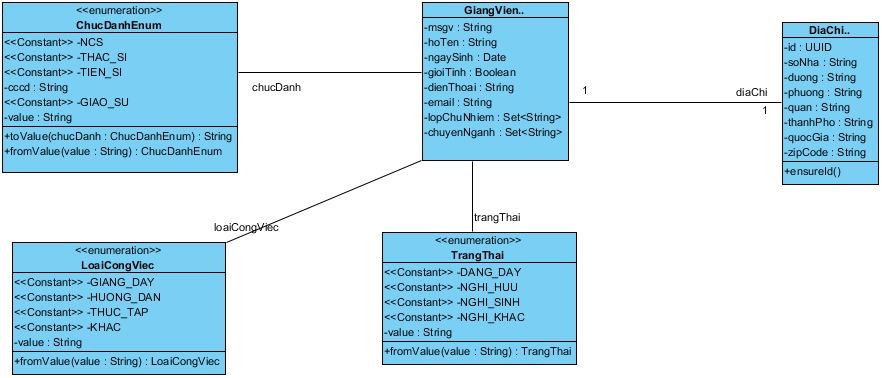 <<enumeration>>
ChucDanhEnum
<<Constant>> -NCS
<<Constant>> -THAC_SI
<<Constant>> -TIEN_SI
-cccd : String
<<Constant>> -GIAO_SU
-value : String
+toValue(chucDanh : ChucDanhEnum) : String
+fromValue(value : String) : ChucDanhEnum
chucDanh
GiangVien..
-msgv : String
-hoTen : String
-ngaySinh : Date
-gioiTinh : Boolean
-dienThoai : String
-email : String
-lopChuNhiem : Set<String>
-chuyenNganh : Set<String>
1
diaChi
1
DiaChi..
-id : UUID
-soNha : String
-duong : String
-phuong : String
-quan : String
-thanhPho : String
-quocGia : String
-zipCode : String
+ensureId()
loaiCongViec
trangThai
<<enumeration>>
LoaiCongViec
<<Constant>> -GIANG_DAY
<<Constant>> -HUONG_DAN
<<Constant>> -THUC_TAP
<<Constant>> -KHAC
-value : String
+fromValue(value : String) : LoaiCongViec
<<enumeration>>
TrangThai
<<Constant>> -DANG_DAY
<<Constant>> -NGHI_HUU
<<Constant>> -NGHI_SINH
<<Constant>> -NGHI_KHAC
-value : String
+fromValue(value : String) : TrangThai